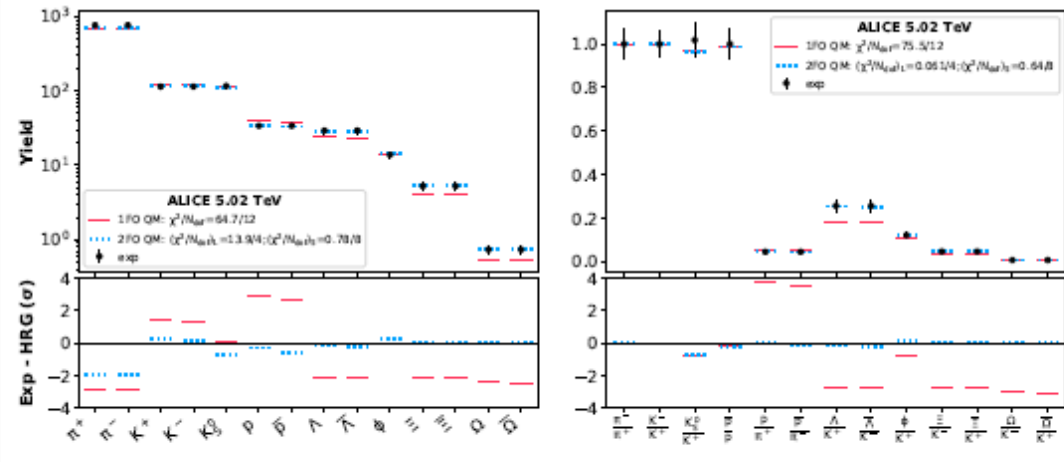 10³
10²
10¹
10⁰
Yield
ALICE 5.02 TeV
1FO QM: χ²/N_dof=64.7/12
2FO QM: (χ²/N_dof)_L=13.9/4;(χ²/N_dof)_S=0.78/8
exp
4
2
0
−2
−4
Exp - HRG (σ)
π⁺ π⁻ K⁺ K⁻ K⁰_S p p̅ Λ Λ̅ ϕ Ξ Ξ̅ Ω Ω̅
1.0
0.8
0.6
0.4
0.2
0.0
ALICE 5.02 TeV
1FO QM: χ²/N_dof=75.5/12
2FO QM: (χ²/N_dof)_L=0.061/4;(χ²/N_dof)_S=0.64/8
exp
4
2
0
−2
−4